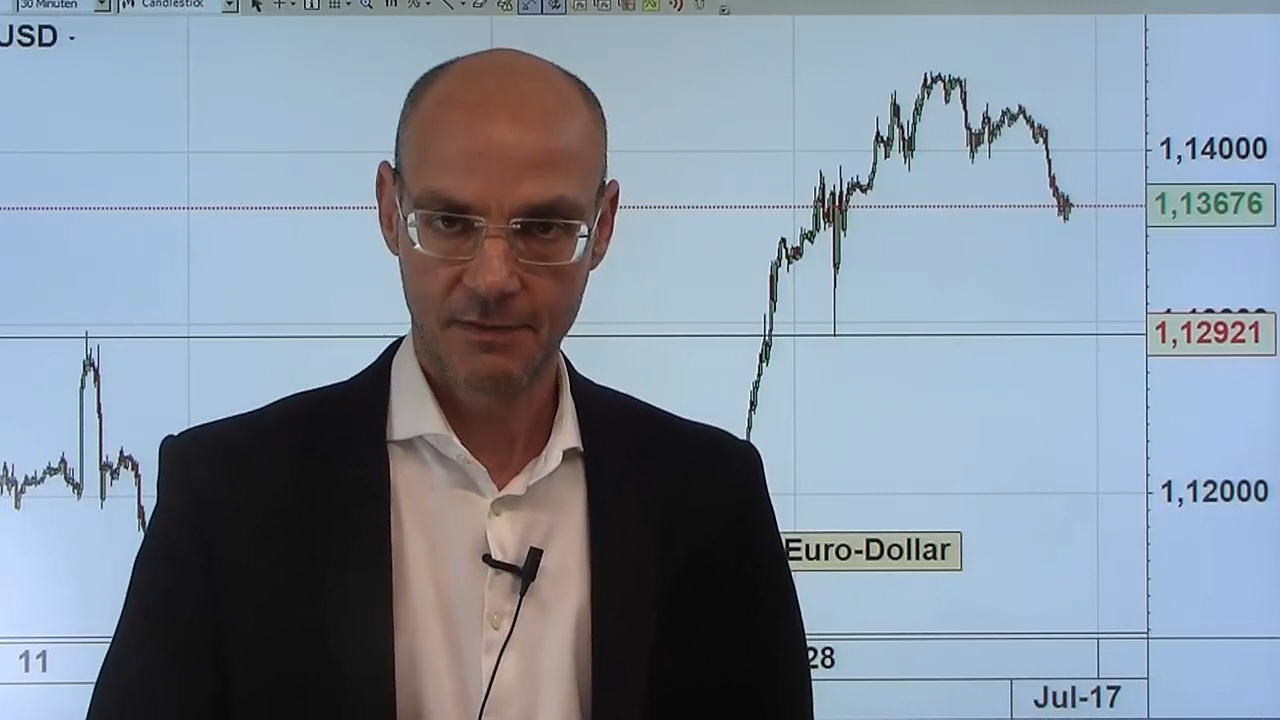 30 Minuten
Candlestick
USD -
1,14000
1,13676
1,12921
1,12000
Euro-Dollar
11
28
Jul-17